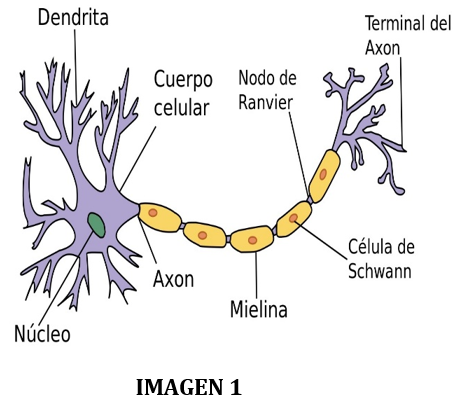 Dendrita
Terminal del
Axon
Cuerpo
celular
Nodo de
Ranvier
Célula de
Schwann
Axon
Mielina
Núcleo
IMAGEN 1